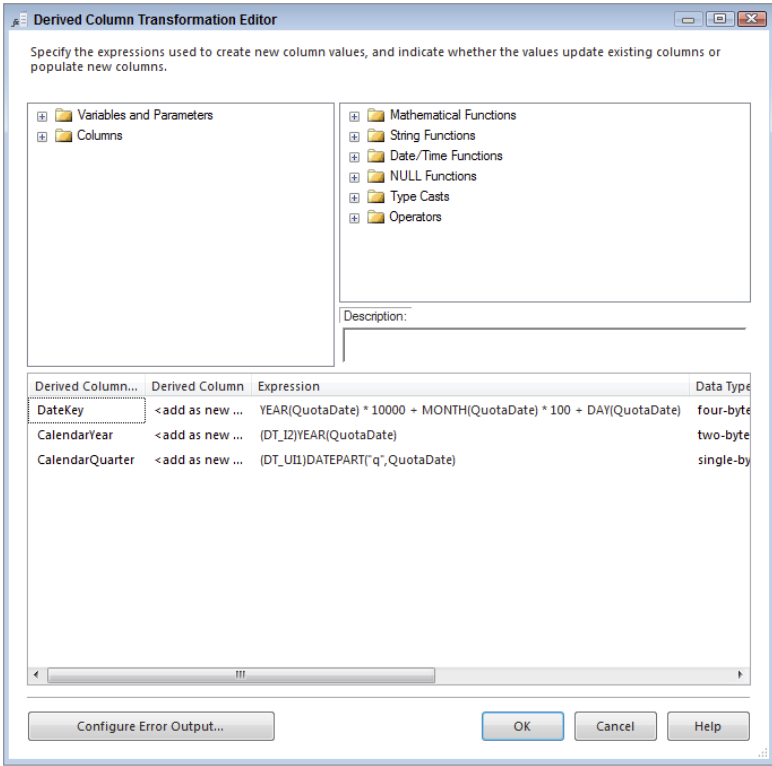 Derived Column Transformation Editor
Specify the expressions used to create new column values, and indicate whether the values update existing columns or
populate new columns.
Variables and Parameters
Columns
Mathematical Functions
String Functions
Date/Time Functions
NULL Functions
Type Casts
Operators
Description:
Derived Column... Derived Column Expression Data Type
DateKey <add as new ... YEAR(QuotaDate) * 10000 + MONTH(QuotaDate) * 100 + DAY(QuotaDate) four-byte
CalendarYear <add as new ... (DT_I2)YEAR(QuotaDate) two-byte
CalendarQuarter <add as new ... (DT_UI1)DATEPART("q",QuotaDate) single-by
Configure Error Output... OK Cancel Help